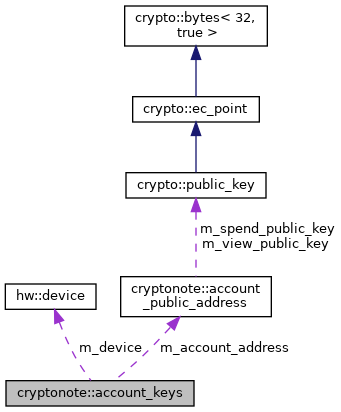 crypto::bytes< 32,
true >
crypto::ec_point
crypto::public_key
m_spend_public_key
m_view_public_key
hw::device
cryptonote::account
_public_address
m_device
m_account_address
cryptonote::account_keys